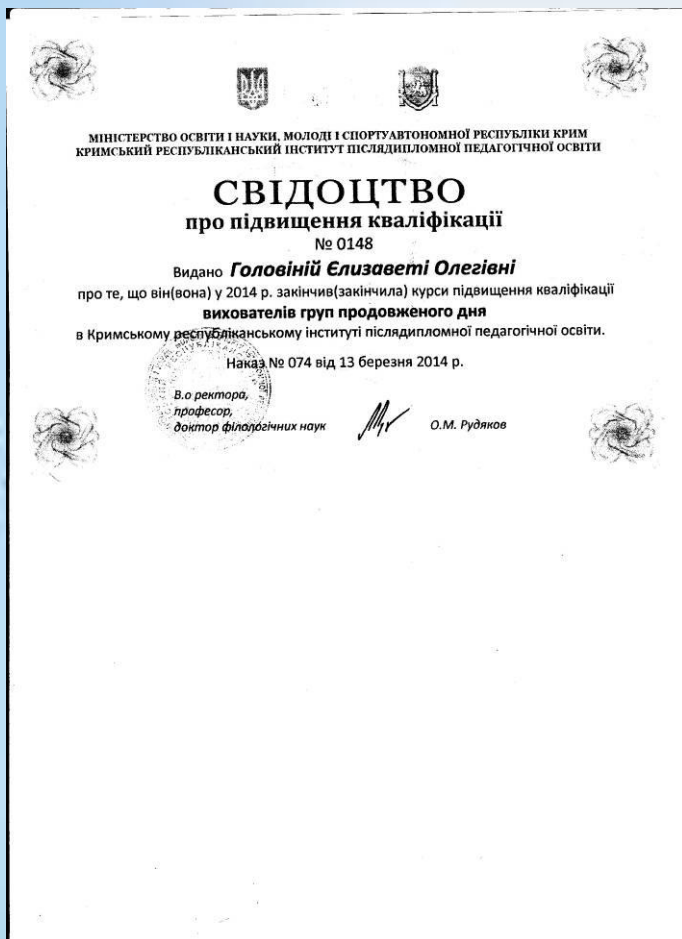 МІНІСТЕРСТВО ОСВІТИ І НАУКИ, МОЛОДІ І СПОРТУАВТОНОМНОЇ РЕСПУБЛІКИ КРИМ
КРИМСЬКИЙ РЕСПУБЛІКАНСЬКИЙ ІНСТИТУТ ПІСЛЯДИПЛОМНОЇ ПЕДАГОГІЧНОЇ ОСВІТИ
СВІДОЦТВО
про підвищення кваліфікації
№ 0148
Видано Головіній Єлизаветі Олегівні
про те, що він(вона) у 2014 р. закінчив(закінчила) курси підвищення кваліфікації
вихователів груп продовженого дня
в Кримському республіканському інституті післядипломної педагогічної освіти.
Наказ № 074 від 13 березня 2014 р.
В.о ректора,
професор,
доктор філологічних наук
О.М. Рудяков